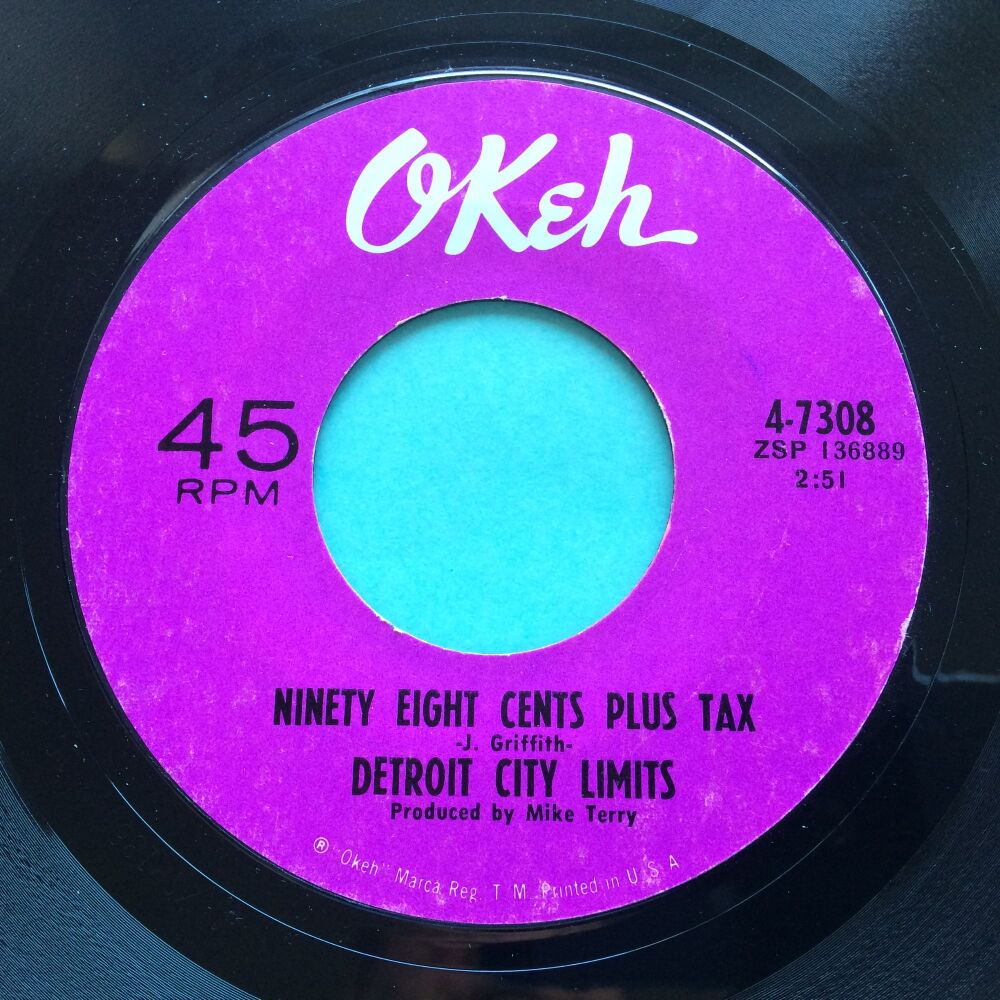 OKeh
45
RPM
4-7308
ZSP 136889
2:51
NINETY EIGHT CENTS PLUS TAX
-J. Griffith-
DETROIT CITY LIMITS
Produced by Mike Terry
® "Okeh" Marca Reg. T M Printed in U S A